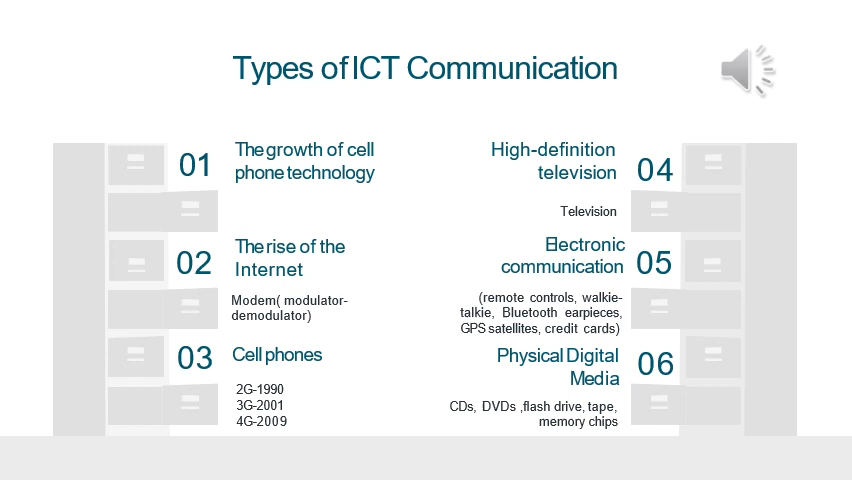 Types of ICT Communication
01
The growth of cell
phone technology
02
The rise of the
Internet
Modem( modulator-
demodulator)
03
Cell phones
2G-1990
3G-2001
4G-2009
High-definition
television
04
Television
Electronic
communication
05
(remote controls, walkie-
talkie, Bluetooth earpieces,
GPS satellites, credit cards)
Physical Digital
Media
06
CDs, DVDs ,flash drive, tape,
memory chips